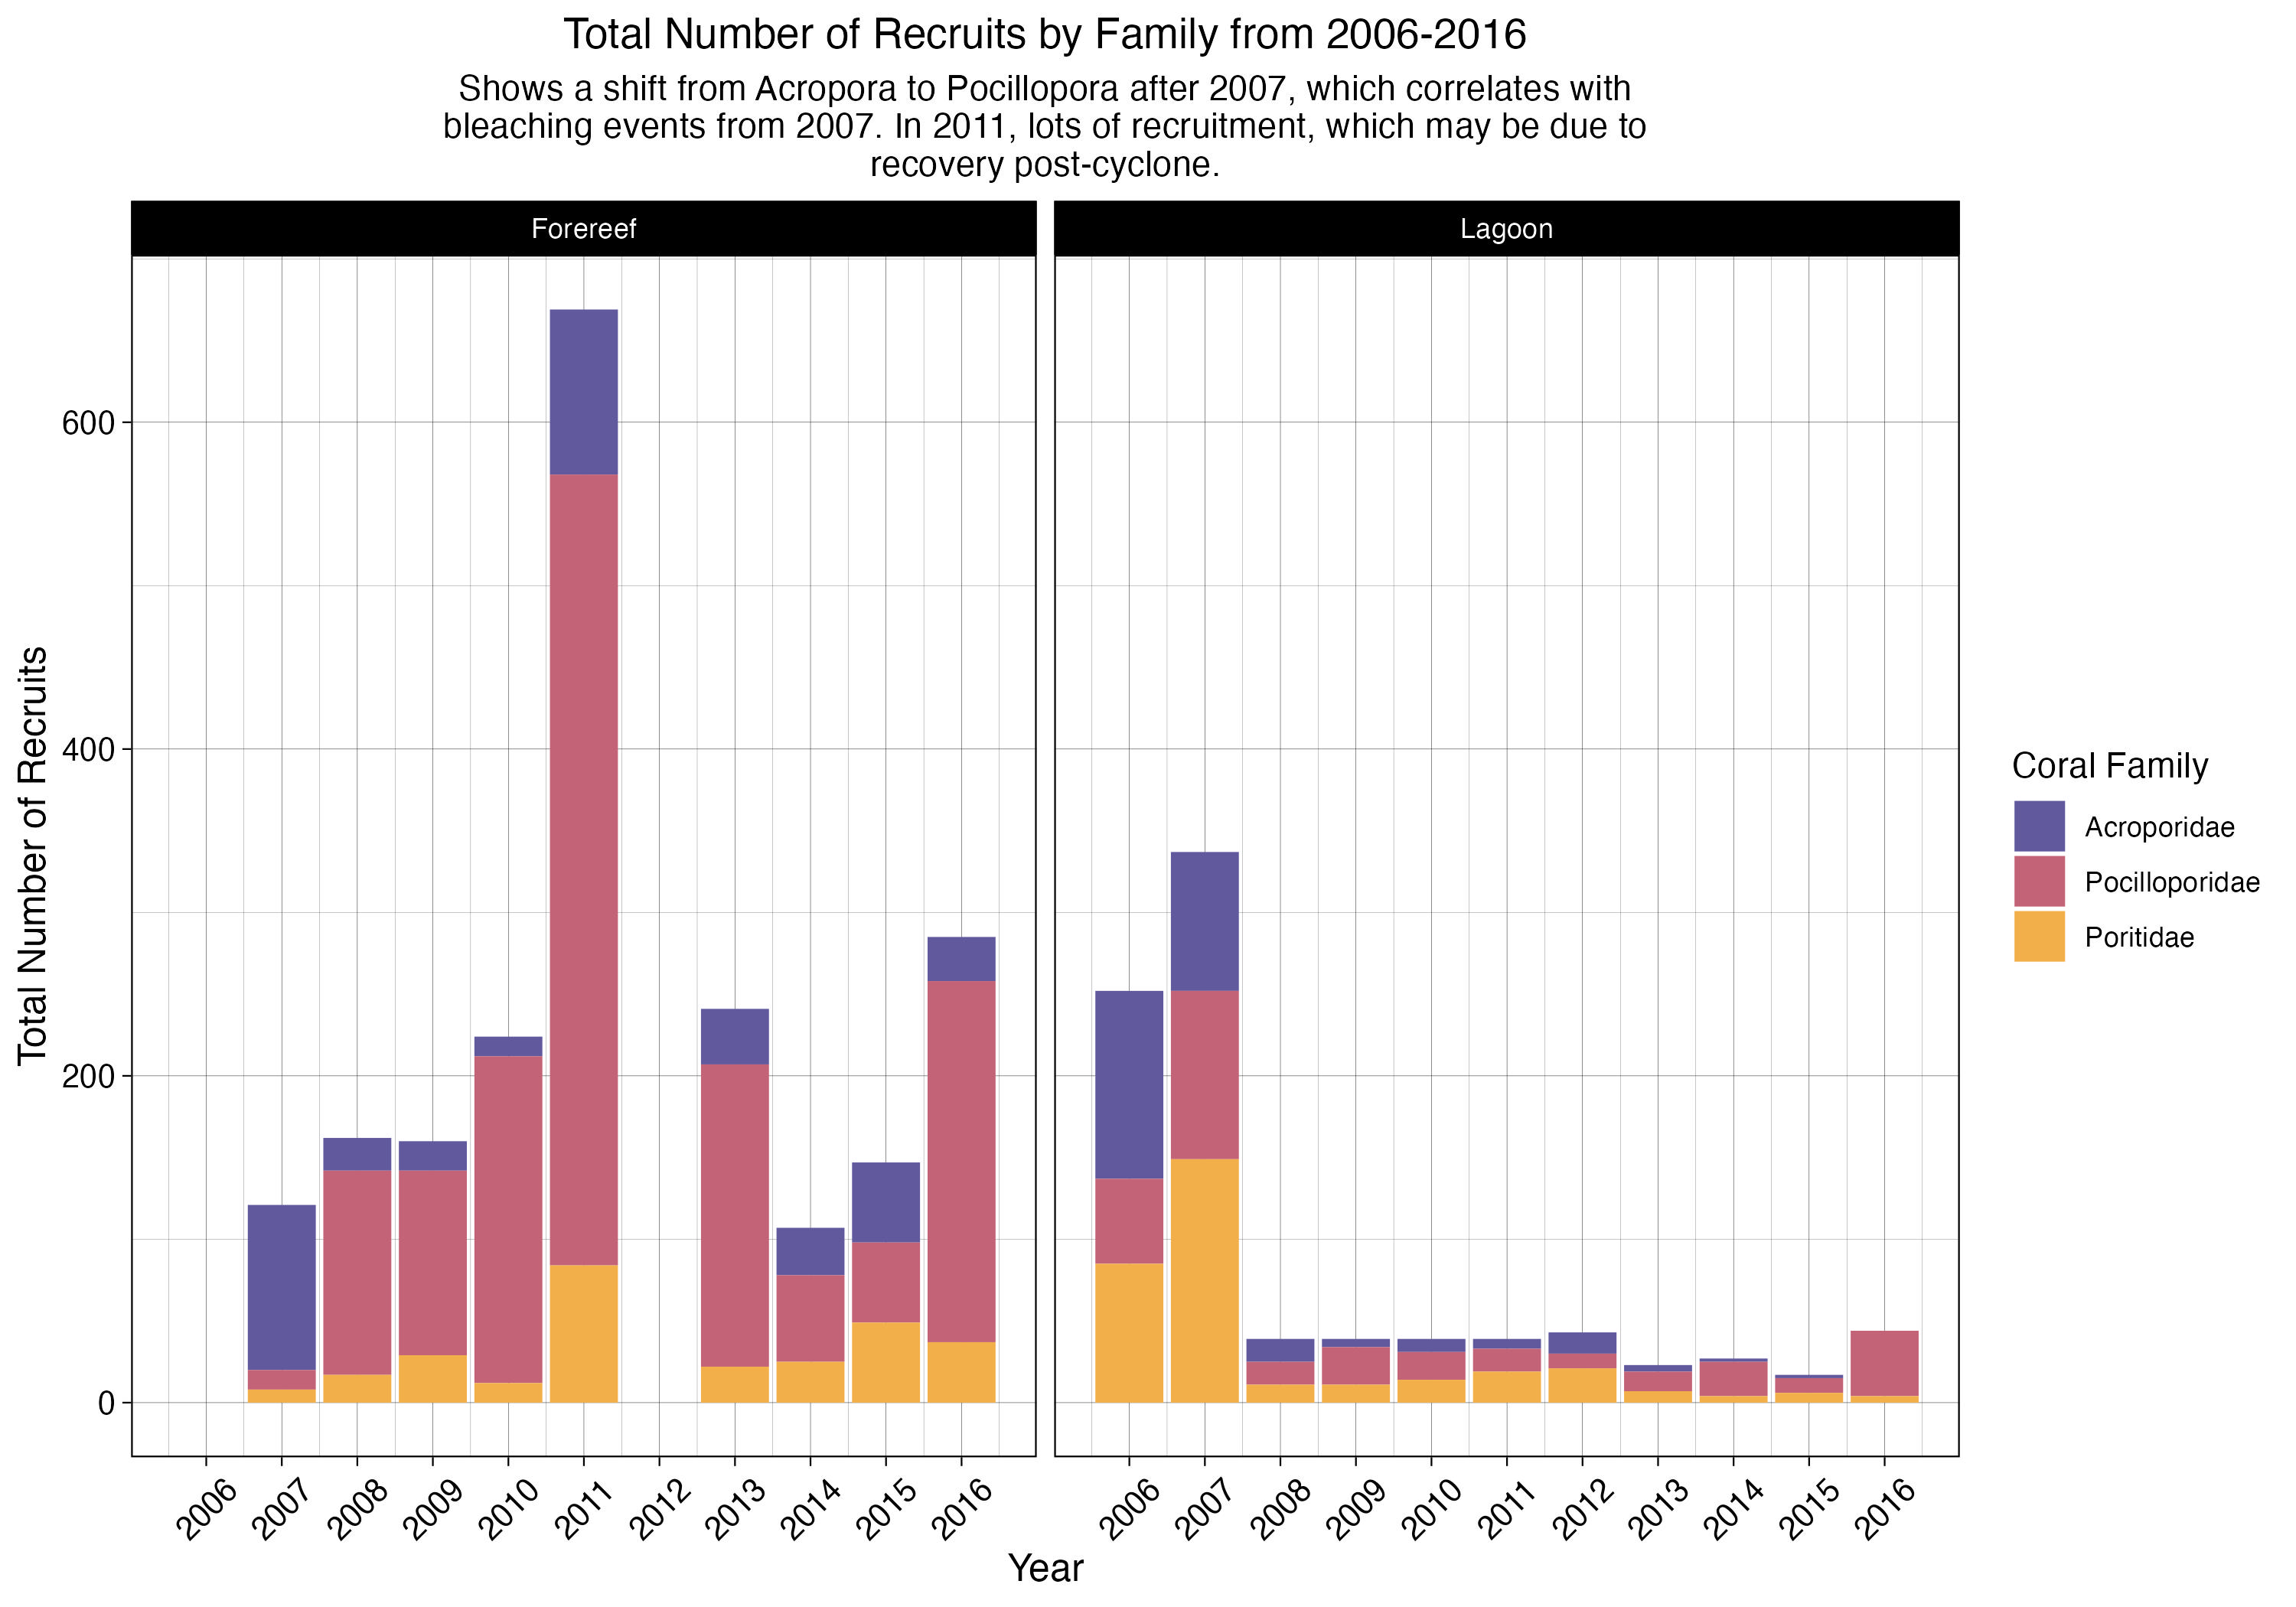 Total Number of Recruits by Family from 2006-2016
Shows a shift from Acropora to Pocillopora after 2007, which correlates with
bleaching events from 2007. In 2011, lots of recruitment, which may be due to
recovery post-cyclone.
Forereef
Lagoon
Total Number of Recruits
600
400
200
0
2006 2007 2008 2009 2010 2011 2012 2013 2014 2015 2016
2006 2007 2008 2009 2010 2011 2012 2013 2014 2015 2016
Year
Coral Family
Acroporidae
Pocilloporidae
Poritidae